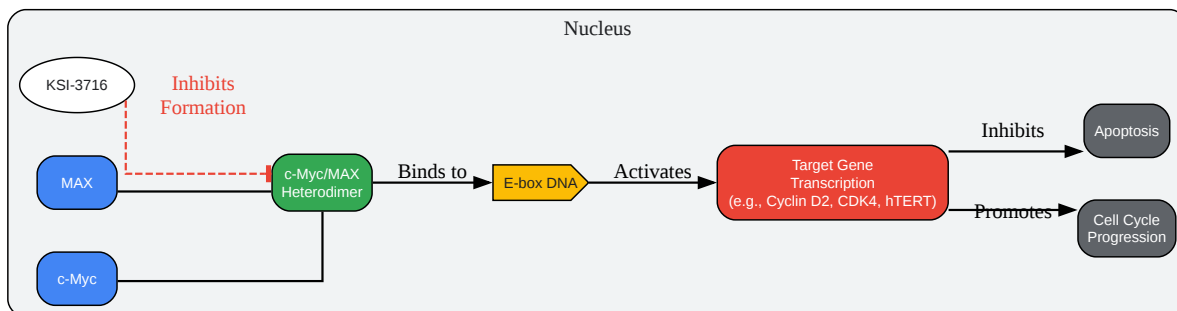 Nucleus
KSI-3716
Inhibits
Formation
MAX
c-Myc/MAX
Heterodimer
c-Myc
Binds to
E-box DNA
Activates
Target Gene
Transcription
(e.g., Cyclin D2, CDK4, hTERT)
Inhibits
Apoptosis
Promotes
Cell Cycle
Progression